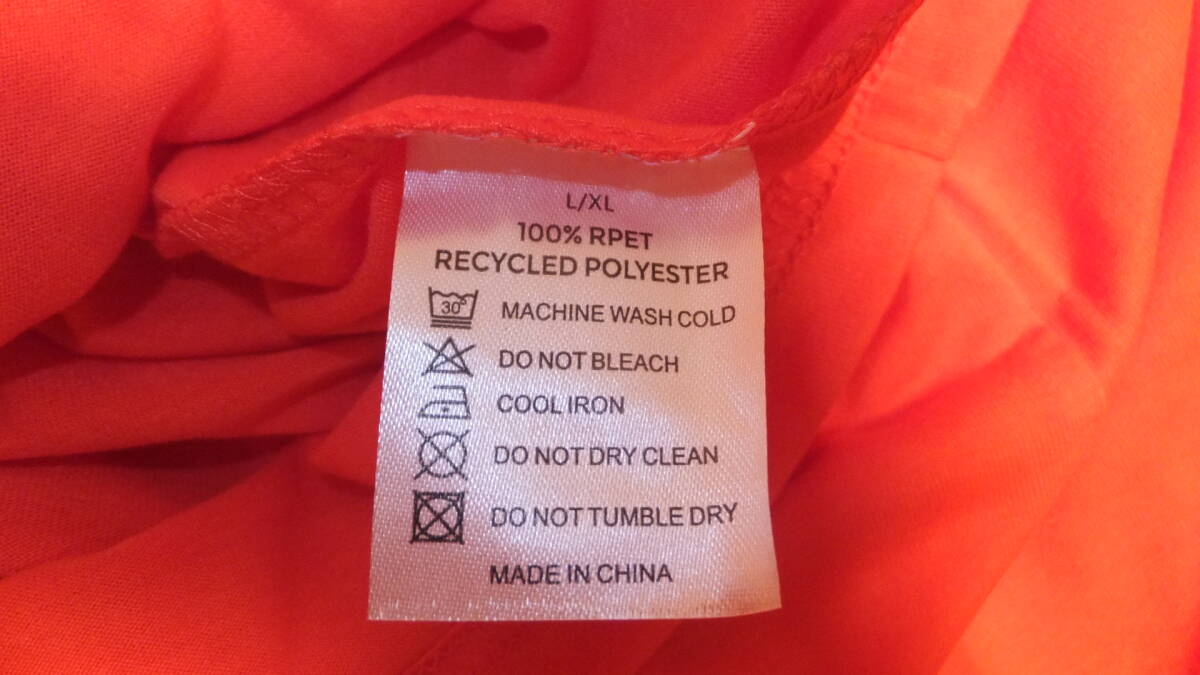 L/XL
100% RPET
RECYCLED POLYESTER
30° MACHINE WASH COLD
DO NOT BLEACH
COOL IRON
DO NOT DRY CLEAN
DO NOT TUMBLE DRY
MADE IN CHINA